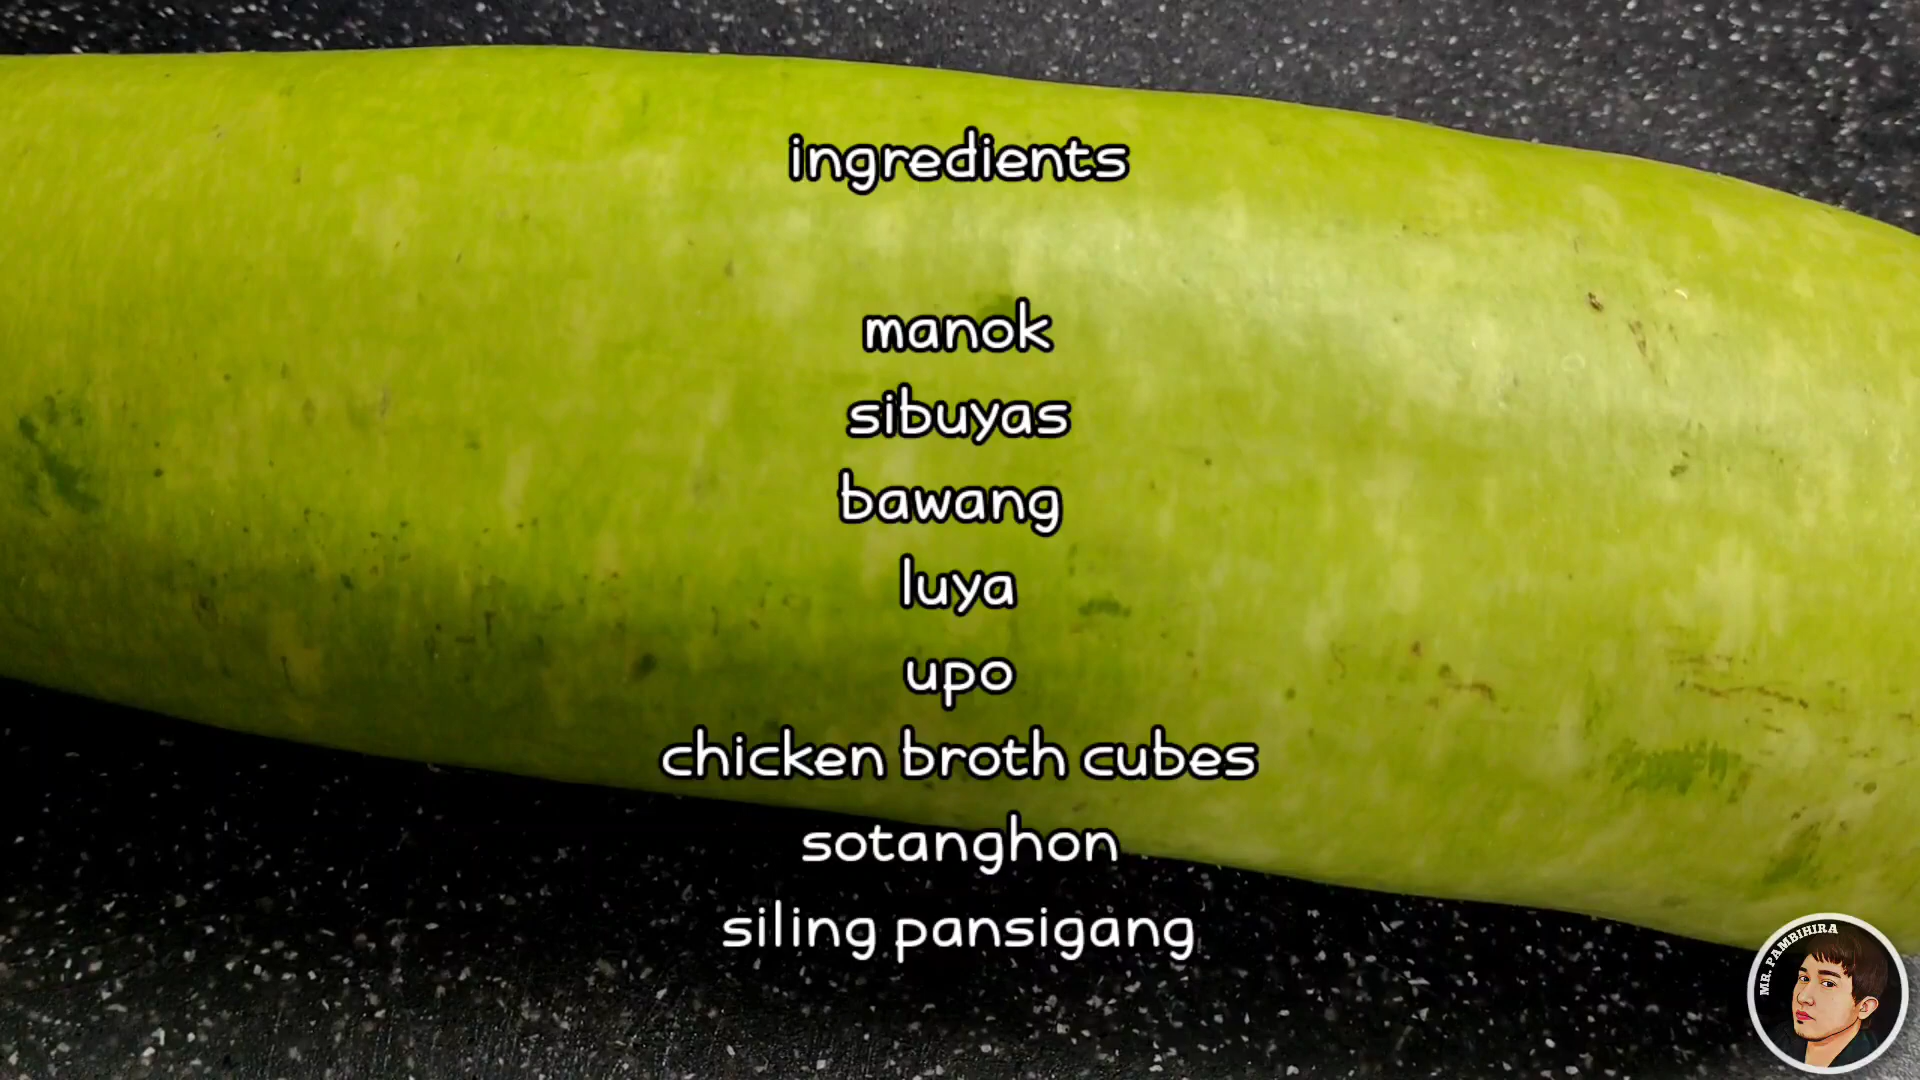 ingredients
manok
sibuyas
bawang
luya
upo
chicken broth cubes
sotanghon
siling pansigang
MR. PAMBIHIRA